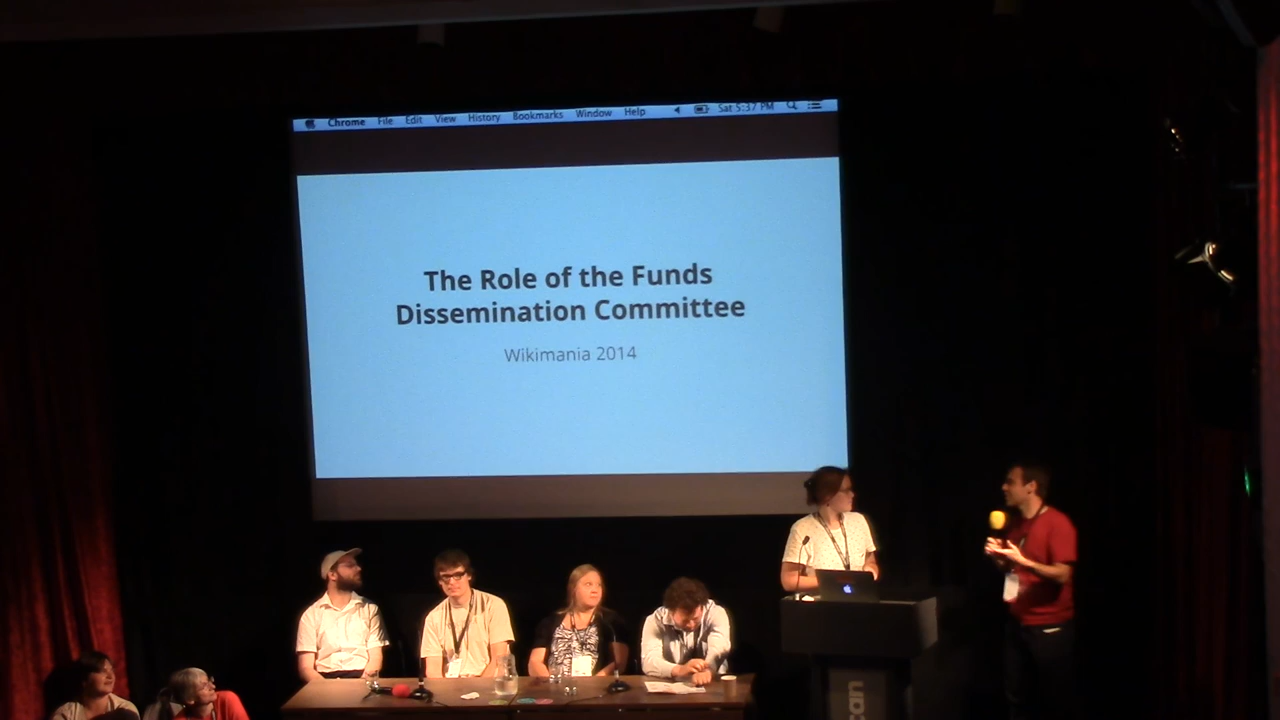 Chrome File Edit View History Bookmarks Window Help Sat 5:37 PM
The Role of the Funds
Dissemination Committee
Wikimania 2014
can